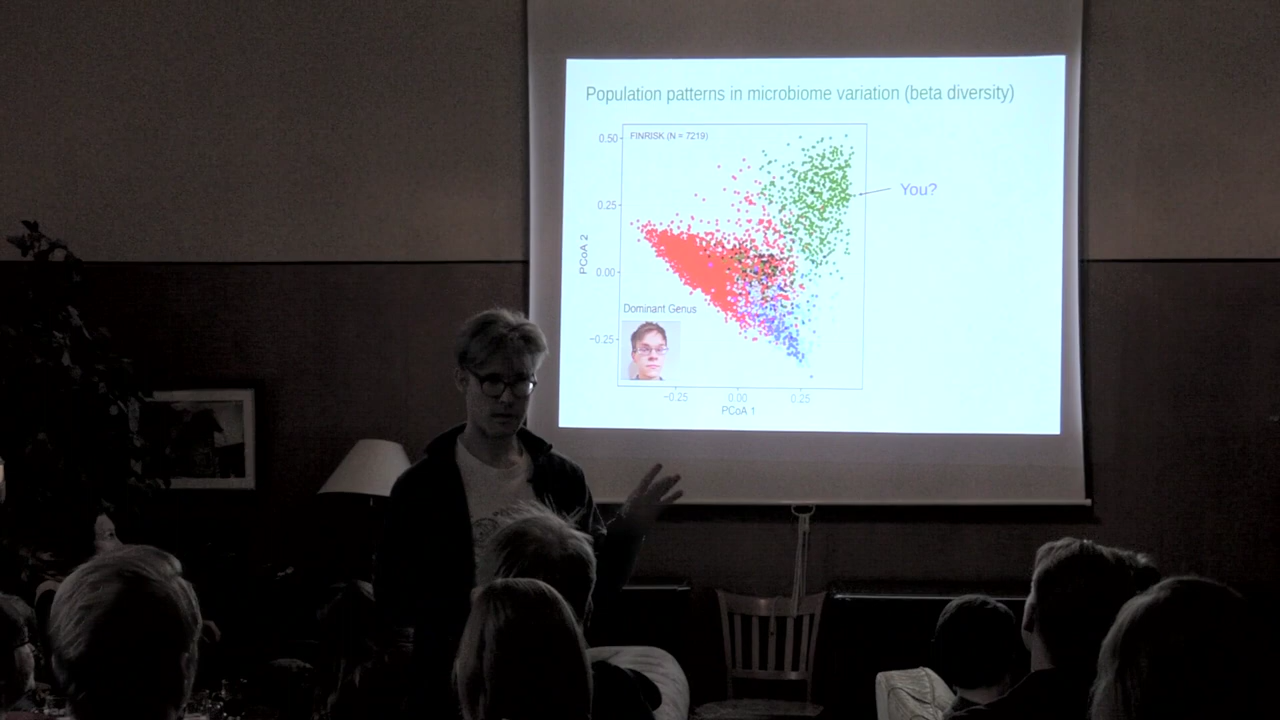 Population patterns in microbiome variation (beta diversity)
FINRISK (N = 7219)
0.50
0.25
0.00
−0.25
PCoA 2
You?
Dominant Genus
−0.25
0.00
0.25
PCoA 1